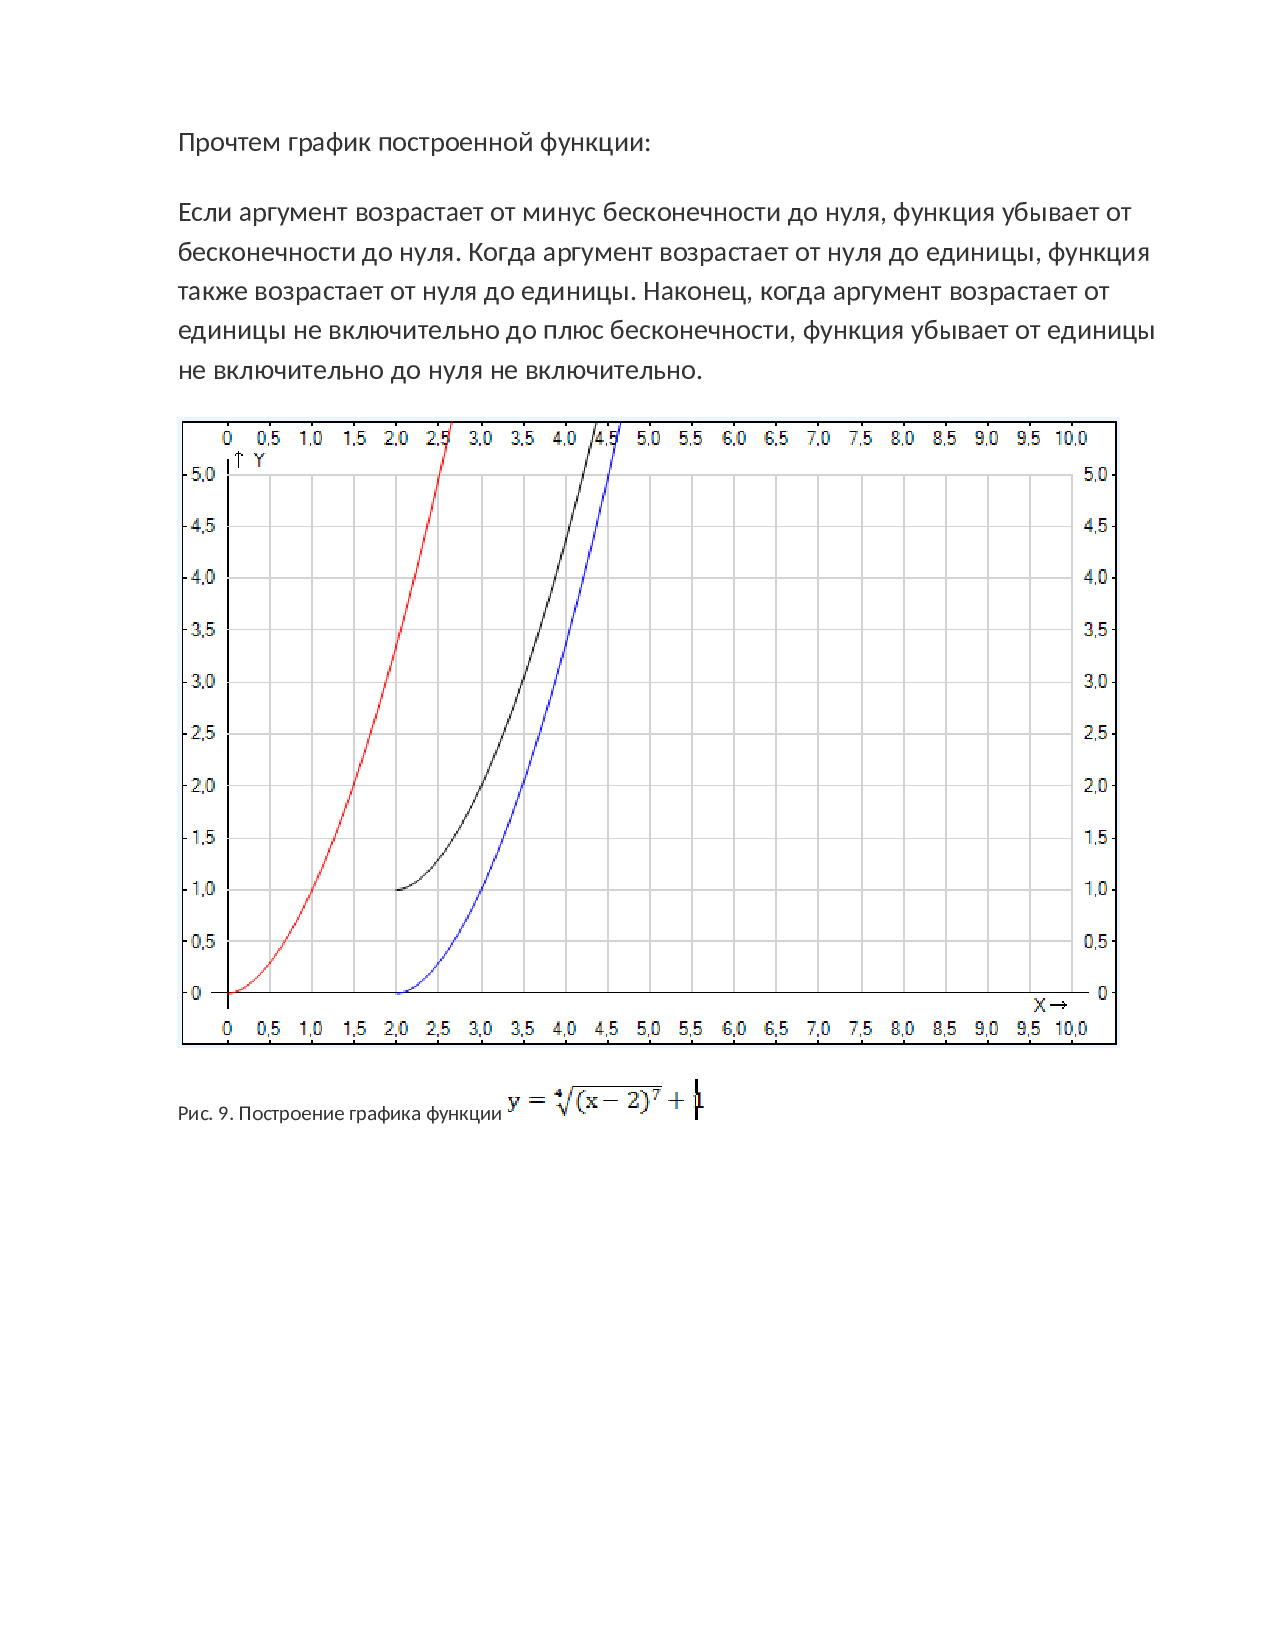 Прочтем график построенной функции:
Если аргумент возрастает от минус бесконечности до нуля, функция убывает от
бесконечности до нуля. Когда аргумент возрастает от нуля до единицы, функция
также возрастает от нуля до единицы. Наконец, когда аргумент возрастает от
единицы не включительно до плюс бесконечности, функция убывает от единицы
не включительно до нуля не включительно.
0 0,5 1,0 1,5 2,0 2,5 3,0 3,5 4,0 4,5 5,0 5,5 6,0 6,5 7,0 7,5 8,0 8,5 9,0 9,5 10,0
↑ Y
5,0 5,0
4,5 4,5
4,0 4,0
3,5 3,5
3,0 3,0
2,5 2,5
2,0 2,0
1,5 1,5
1,0 1,0
0,5 0,5
0 0
X →
0 0,5 1,0 1,5 2,0 2,5 3,0 3,5 4,0 4,5 5,0 5,5 6,0 6,5 7,0 7,5 8,0 8,5 9,0 9,5 10,0
Рис. 9. Построение графика функции y = ⁴√(x − 2)⁷ + 1